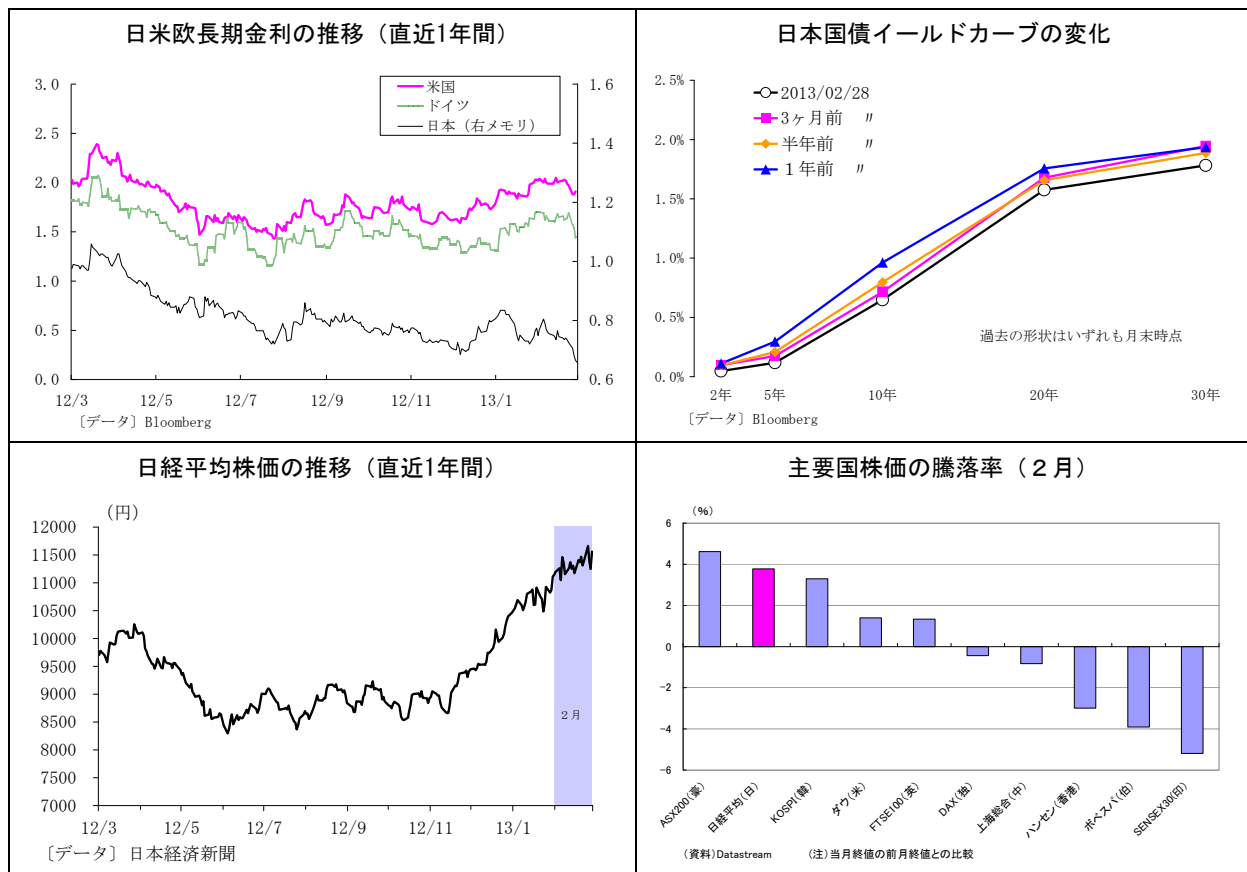 日米欧長期金利の推移（直近1年間）
米国
ドイツ
日本（右メモリ）
3.0
2.5
2.0
1.5
1.0
0.5
0.0
1.6
1.4
1.2
1.0
0.8
0.6
12/3 12/5 12/7 12/9 12/11 13/1
〔データ〕Bloomberg
日本国債イールドカーブの変化
2.5%
2.0%
1.5%
1.0%
0.5%
0.0%
2013/02/28
3ヶ月前 〃
半年前 〃
１年前 〃
過去の形状はいずれも月末時点
2年 5年 10年 20年 30年
〔データ〕Bloomberg
日経平均株価の推移（直近1年間）
（円）
12000
11500
11000
10500
10000
9500
9000
8500
8000
7500
7000
２月
12/3 12/5 12/7 12/9 12/11 13/1
〔データ〕日本経済新聞
主要国株価の騰落率（２月）
（％）
6
4
2
0
-2
-4
-6
ASX200(豪) 日経平均(日) KOSPI(韓) ダウ(米) FTSE100(英) DAX(独) 上海総合(中) ハンセン(香港) ボベスパ(伯) SENSEX30(印)
（資料）Datastream （注）当月終値の前月終値との比較